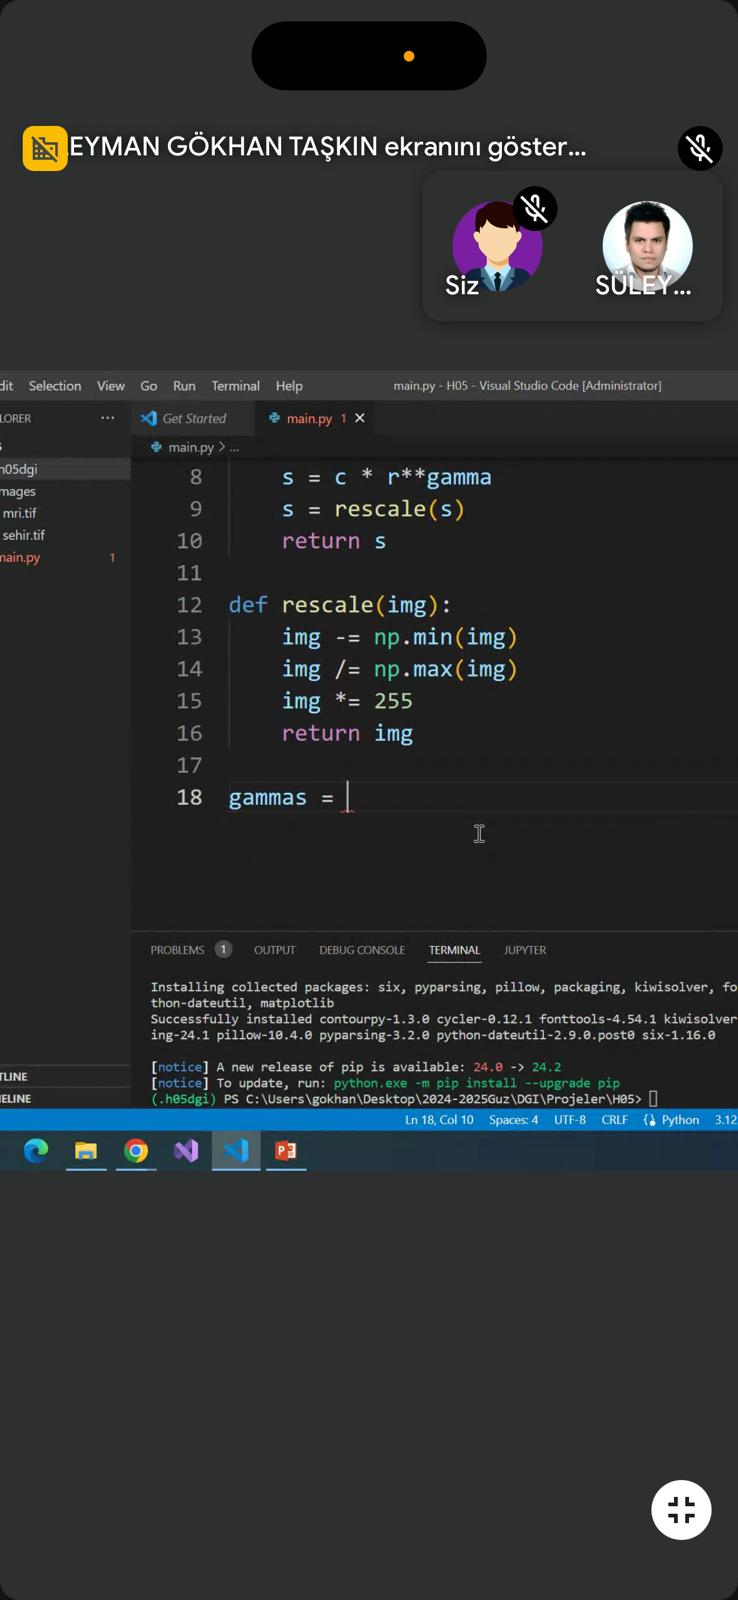 EYMAN GÖKHAN TAŞKIN ekranını göster...
Siz
SÜLEY...
dit Selection View Go Run Terminal Help main.py - H05 - Visual Studio Code [Administrator]
LORER ... Get Started main.py 1
main.py > ...
s
h05dgi
mages
mri.tif
sehir.tif
main.py 1
8 s = c * r**gamma
9 s = rescale(s)
10 return s
11
12 def rescale(img):
13 img -= np.min(img)
14 img /= np.max(img)
15 img *= 255
16 return img
17
18 gammas =
PROBLEMS 1 OUTPUT DEBUG CONSOLE TERMINAL JUPYTER
Installing collected packages: six, pyparsing, pillow, packaging, kiwisolver, fo
thon-dateutil, matplotlib
Successfully installed contourpy-1.3.0 cycler-0.12.1 fonttools-4.54.1 kiwisolver
ing-24.1 pillow-10.4.0 pyparsing-3.2.0 python-dateutil-2.9.0.post0 six-1.16.0
[notice] A new release of pip is available: 24.0 -> 24.2
[notice] To update, run: python.exe -m pip install --upgrade pip
(.h05dgi) PS C:\Users\gokhan\Desktop\2024-2025Guz\DGI\Projeler\H05>
TLINE
IELINE
Ln 18, Col 10 Spaces: 4 UTF-8 CRLF Python 3.12